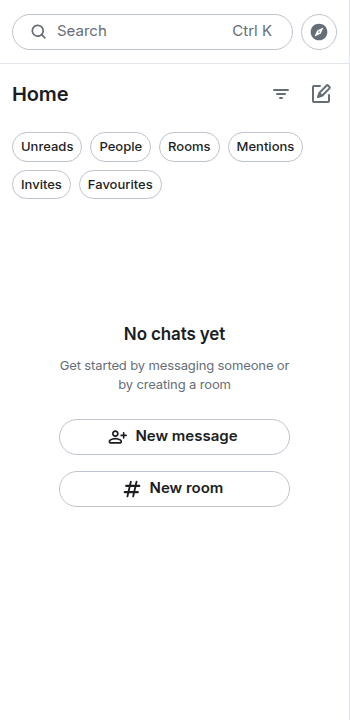 Search Ctrl K
Home
Unreads People Rooms Mentions
Invites Favourites
No chats yet
Get started by messaging someone or
by creating a room
New message
New room